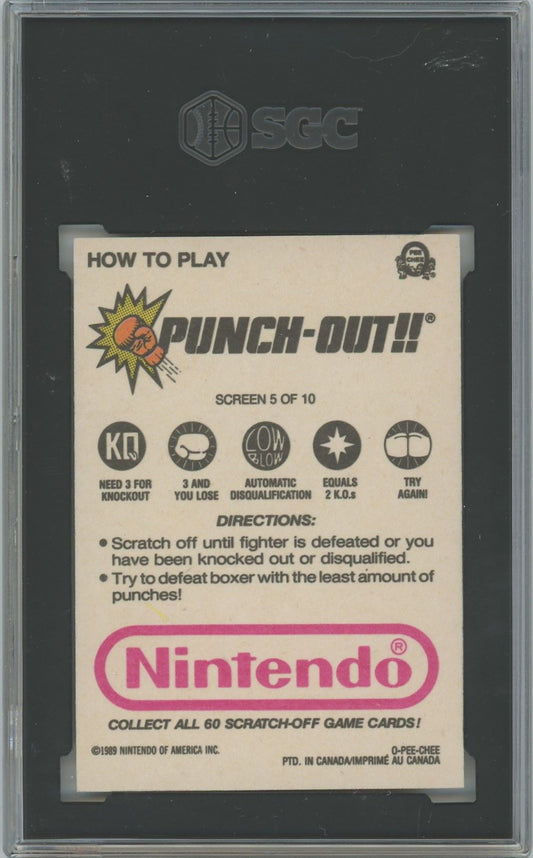 SGC
HOW TO PLAY
O
PEE
CHEE
PUNCH-OUT!!®
SCREEN 5 OF 10
KO
LOW
BLOW
NEED 3 FOR
KNOCKOUT
3 AND
YOU LOSE
AUTOMATIC
DISQUALIFICATION
EQUALS
2 K.O.s
TRY
AGAIN!
DIRECTIONS:
• Scratch off until fighter is defeated or you
have been knocked out or disqualified.
• Try to defeat boxer with the least amount of
punches!
Nintendo®
COLLECT ALL 60 SCRATCH-OFF GAME CARDS!
©1989 NINTENDO OF AMERICA INC.
O-PEE-CHEE
PTD. IN CANADA/IMPRIMÉ AU CANADA